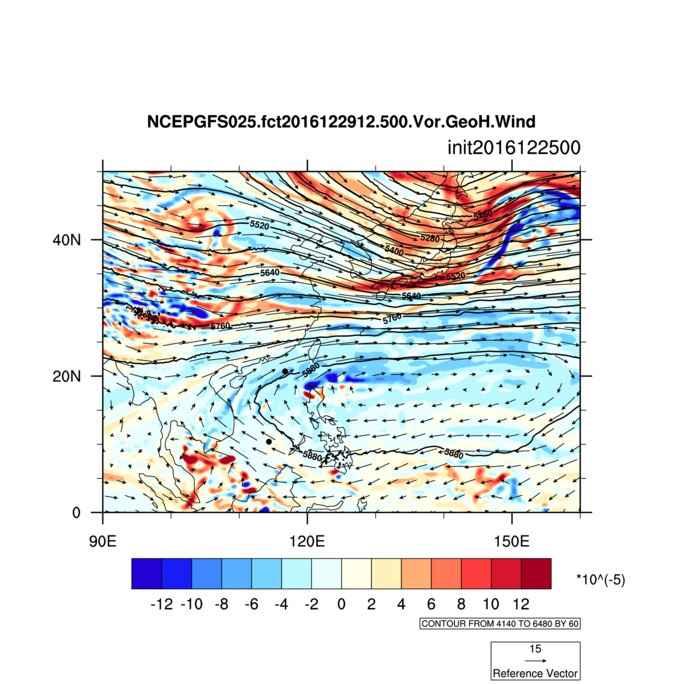 NCEPGFS025.fct2016122912.500.Vor.GeoH.Wind
init2016122500
40N
20N
0
90E
120E
150E
5160
5520
5280
5400
5640
5520
5640
5760
5760
5880
5880
5880
-12 -10 -8 -6 -4 -2 0 2 4 6 8 10 12
*10^(-5)
CONTOUR FROM 4140 TO 6480 BY 60
15
Reference Vector